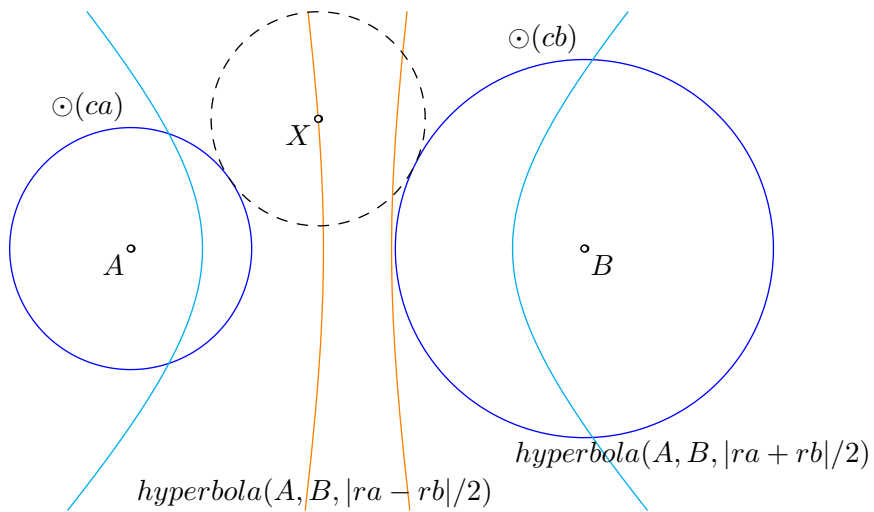 ⊙(cb)
⊙(ca)
X
A
B
hyperbola(A, B, |ra + rb|/2)
hyperbola(A, B, |ra − rb|/2)